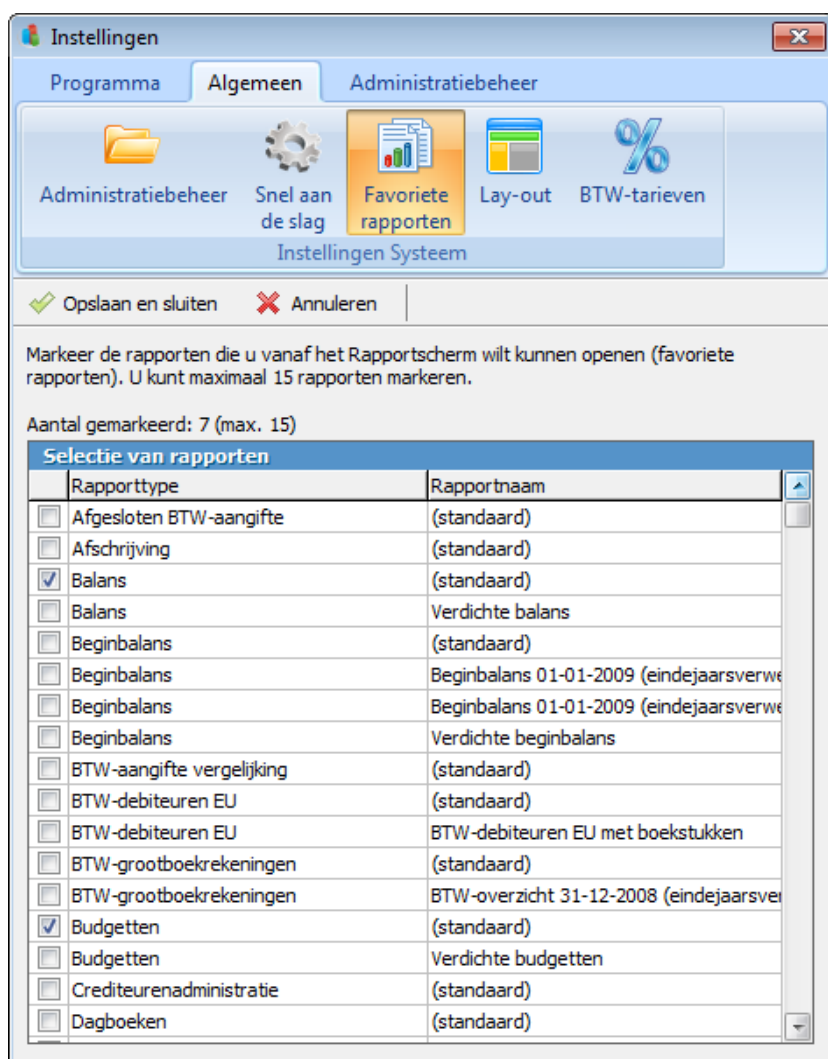 Instellingen
Programma Algemeen Administratiebeheer
Administratiebeheer Snel aan de slag Favoriete rapporten Lay-out BTW-tarieven
Instellingen Systeem
Opslaan en sluiten Annuleren
Markeer de rapporten die u vanaf het Rapportscherm wilt kunnen openen (favoriete
rapporten). U kunt maximaal 15 rapporten markeren.
Aantal gemarkeerd: 7 (max. 15)
Selectie van rapporten
Rapporttype Rapportnaam
Afgesloten BTW-aangifte (standaard)
Afschrijving (standaard)
Balans (standaard)
Balans Verdichte balans
Beginbalans (standaard)
Beginbalans Beginbalans 01-01-2009 (eindejaarsverwe
Beginbalans Beginbalans 01-01-2009 (eindejaarsverwe
Beginbalans Verdichte beginbalans
BTW-aangifte vergelijking (standaard)
BTW-debiteuren EU (standaard)
BTW-debiteuren EU BTW-debiteuren EU met boekstukken
BTW-grootboekrekeningen (standaard)
BTW-grootboekrekeningen BTW-overzicht 31-12-2008 (eindejaarsver
Budgetten (standaard)
Budgetten Verdichte budgetten
Crediteurenadministratie (standaard)
Dagboeken (standaard)